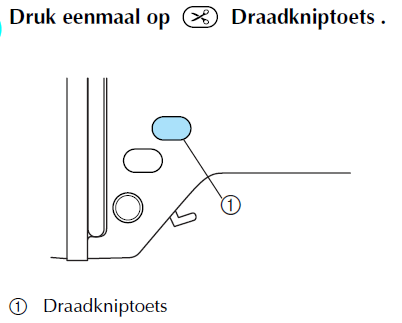 Druk eenmaal op Draadkniptoets .
①
① Draadkniptoets